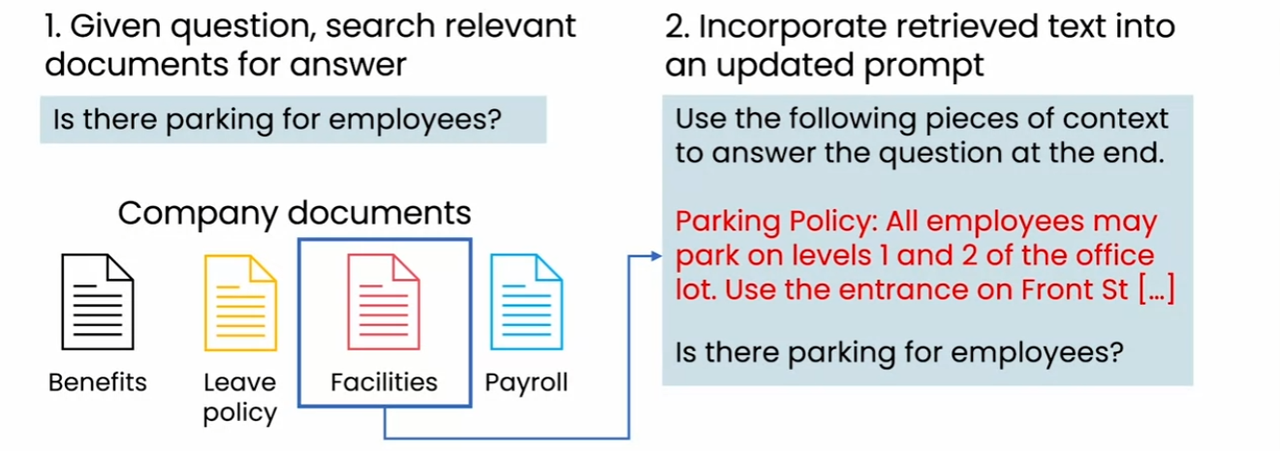 1. Given question, search relevant
documents for answer
Is there parking for employees?
Company documents
Benefits
Leave
policy
Facilities
Payroll
2. Incorporate retrieved text into
an updated prompt
Use the following pieces of context
to answer the question at the end.
Parking Policy: All employees may
park on levels 1 and 2 of the office
lot. Use the entrance on Front St [...]
Is there parking for employees?